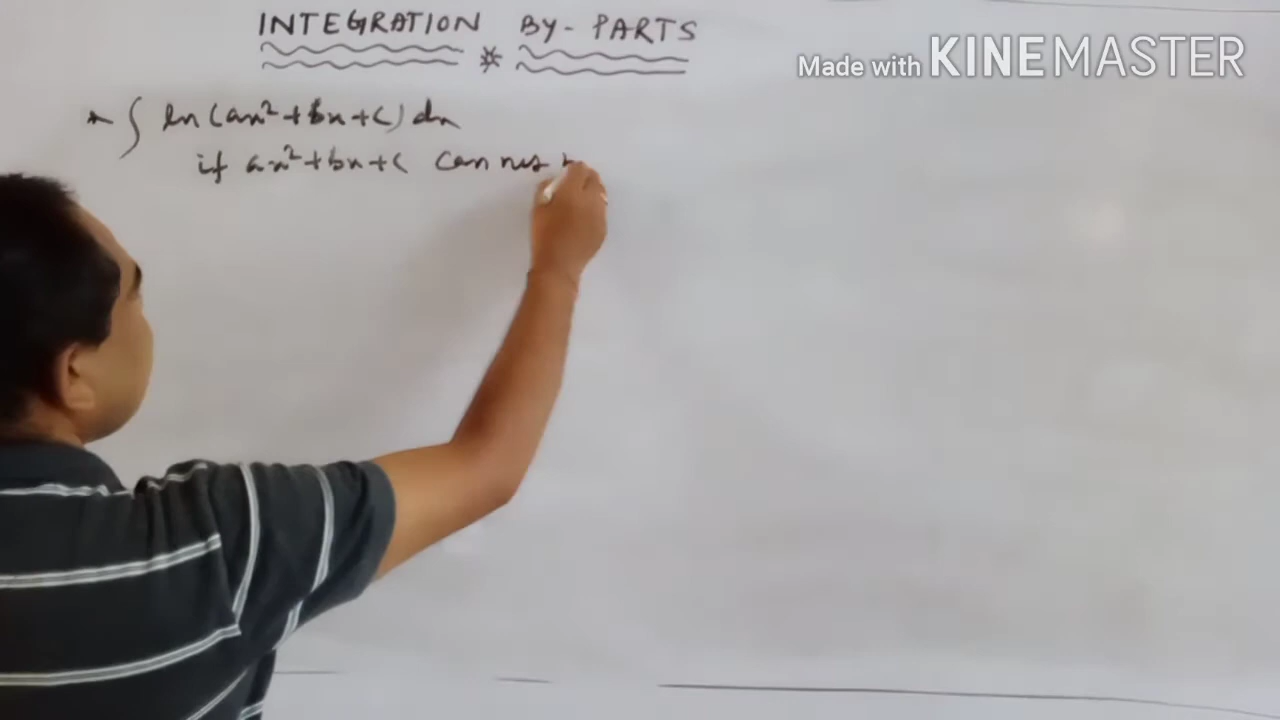 INTEGRATION BY-PARTS
Made with KINEMASTER
∫ ln(ax²+bx+c)dx
if ax²+bx+c can not b